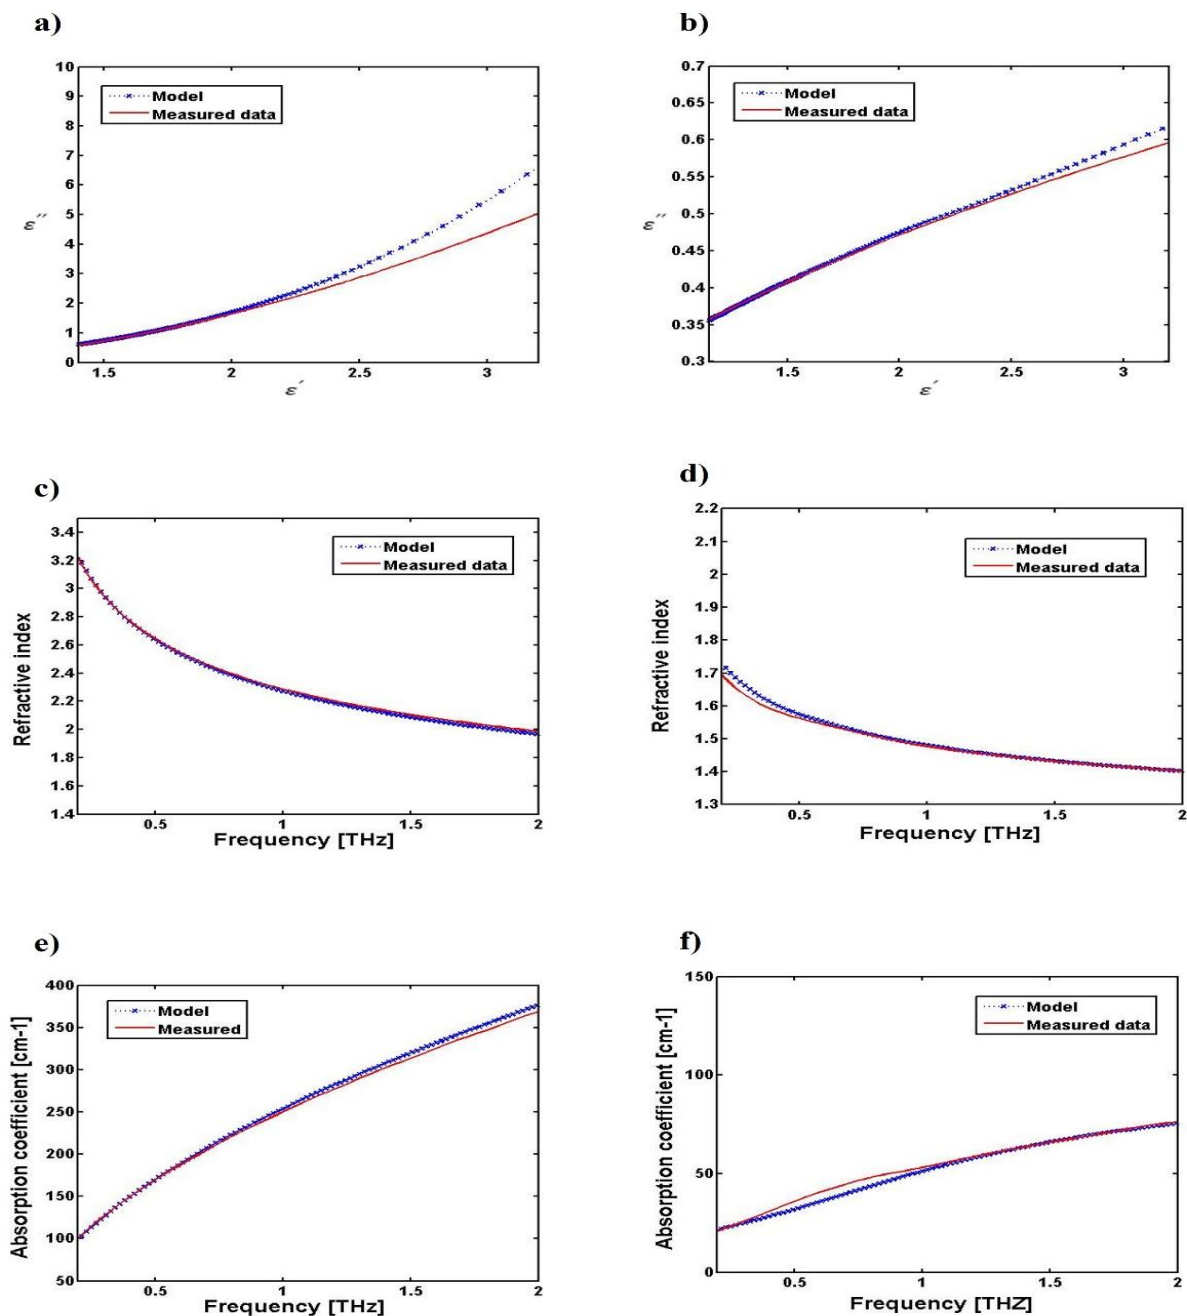 a)
10
9
8
7
6
5
4
3
2
1
0
ε″
Model
Measured data
1.5
2
2.5
3
ε′
b)
0.7
0.65
0.6
0.55
0.5
0.45
0.4
0.35
0.3
ε″
Model
Measured data
1.5
2
2.5
3
ε′
c)
3.4
3.2
3
2.8
2.6
2.4
2.2
2
1.8
1.6
1.4
Refractive index
Model
Measured data
0.5
1
1.5
2
Frequency [THz]
d)
2.2
2.1
2
1.9
1.8
1.7
1.6
1.5
1.4
1.3
Refractive index
Model
Measured data
0.5
1
1.5
2
Frequency [THz]
e)
400
350
300
250
200
150
100
50
Absorption coefficient [cm-1]
Model
Measured
0.5
1
1.5
2
Frequency [THz]
f)
150
100
50
0
Absorption coefficient [cm-1]
Model
Measured data
0.5
1
1.5
2
Frequency [THZ]